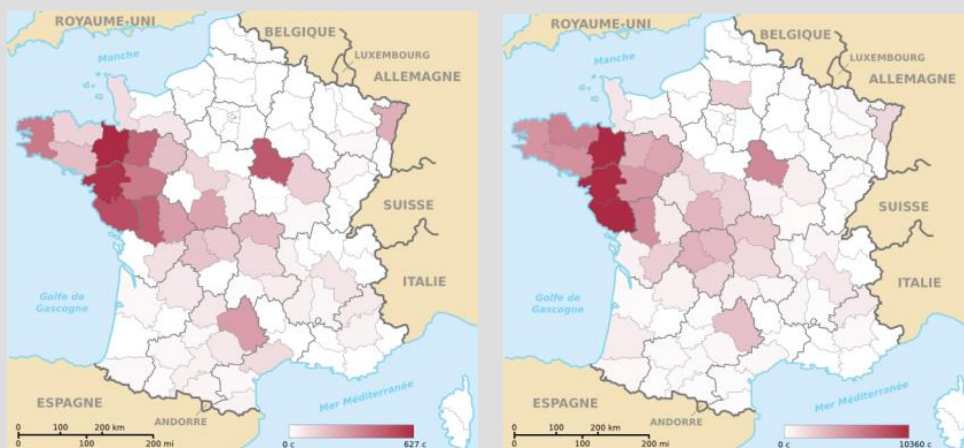 ROYAUME-UNI
BELGIQUE
LUXEMBOURG
Manche
ALLEMAGNE
SUISSE
ITALIE
Golfe de
Gascogne
ESPAGNE
Mer Méditerranée
ANDORRE
0 100 200 km
0 100 200 mi
0 c 627 c
ROYAUME-UNI
BELGIQUE
LUXEMBOURG
Manche
ALLEMAGNE
SUISSE
ITALIE
Golfe de
Gascogne
ESPAGNE
Mer Méditerranée
ANDORRE
0 100 200 km
0 100 200 mi
0 c 10360 c